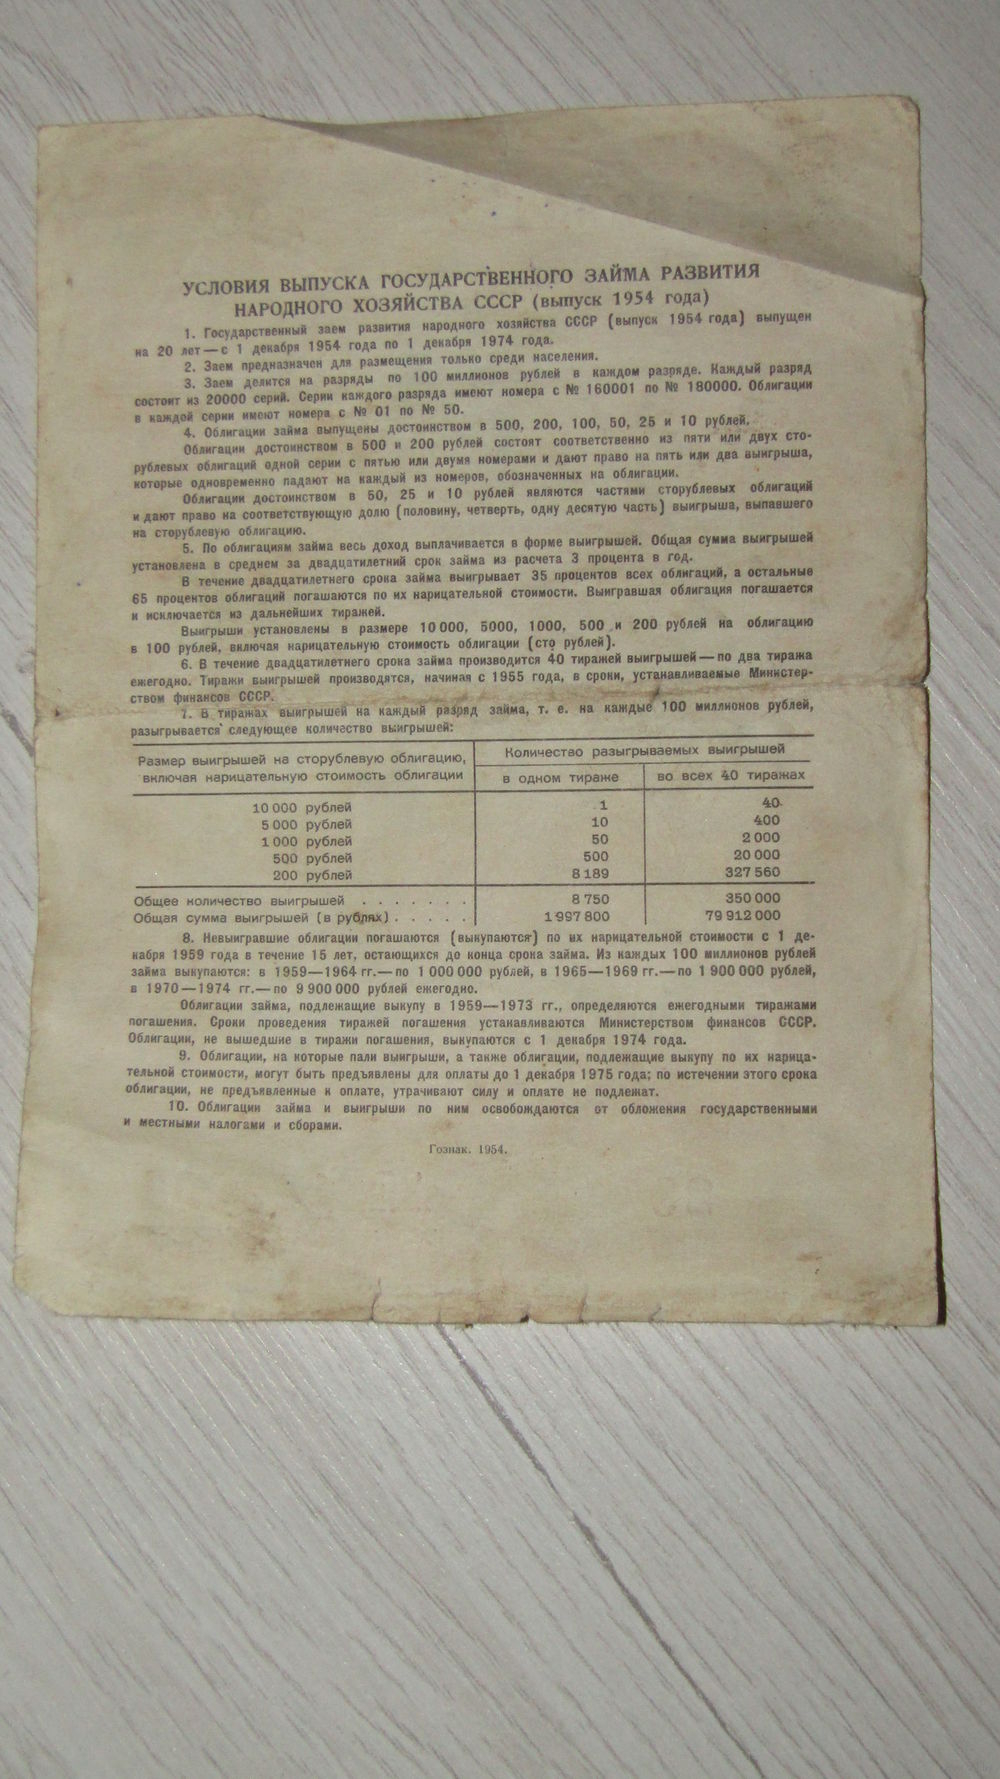 УСЛОВИЯ ВЫПУСКА ГОСУДАРСТВЕННОГО ЗАЙМА РАЗВИТИЯ
НАРОДНОГО ХОЗЯЙСТВА СССР (выпуск 1954 года)
1. Государственный заем развития народного хозяйства СССР (выпуск 1954 года) выпущен
на 20 лет — с 1 декабря 1954 года по 1 декабря 1974 года.
2. Заем предназначен для размещения только среди населения.
3. Заем делится на разряды по 100 миллионов рублей в каждом разряде. Каждый разряд
состоит из 20000 серий. Серии каждого разряда имеют номера с № 160001 по № 180000. Облигации
в каждой серии имеют номера с № 01 по № 50.
4. Облигации займа выпущены достоинством в 500, 200, 100, 50, 25 и 10 рублей.
Облигации достоинством в 500 и 200 рублей состоят соответственно из пяти или двух сто-
рублевых облигаций одной серии с пятью или двумя номерами и дают право на пять или два выигрыша,
которые одновременно падают на каждый из номеров, обозначенных на облигации.
Облигации достоинством в 50, 25 и 10 рублей являются частями сторублевых облигаций
и дают право на соответствующую долю (половину, четверть, одну десятую часть) выигрыша, выпавшего
на сторублевую облигацию.
5. По облигациям займа весь доход выплачивается в форме выигрышей. Общая сумма выигрышей
установлена в среднем за двадцатилетний срок займа из расчета 3 процента в год.
В течение двадцатилетнего срока займа выигрывает 35 процентов всех облигаций, а остальные
65 процентов облигаций погашаются по их нарицательной стоимости. Выигравшая облигация погашается
и исключается из дальнейших тиражей.
Выигрыши установлены в размере 10 000, 5000, 1000, 500 и 200 рублей на облигацию
в 100 рублей, включая нарицательную стоимость облигации (сто рублей).
6. В течение двадцатилетнего срока займа производится 40 тиражей выигрышей — по два тиража
ежегодно. Тиражи выигрышей производятся, начиная с 1955 года, в сроки, устанавливаемые Министер-
ством финансов СССР.
7. В тиражах выигрышей на каждый разряд займа, т. е. на каждые 100 миллионов рублей,
разыгрывается следующее количество выигрышей:
Размер выигрышей на сторублевую облигацию, включая нарицательную стоимость облигации
Количество разыгрываемых выигрышей
в одном тираже во всех 40 тиражах
10 000 рублей 1 40
5 000 рублей 10 400
1 000 рублей 50 2 000
500 рублей 500 20 000
200 рублей 8 189 327 560
Общее количество выигрышей . . . . . . . 8 750 350 000
Общая сумма выигрышей (в рублях) . . . . . 1 997 800 79 912 000
8. Невыигравшие облигации погашаются (выкупаются) по их нарицательной стоимости с 1 де-
кабря 1959 года в течение 15 лет, остающихся до конца срока займа. Из каждых 100 миллионов рублей
займа выкупаются: в 1959—1964 гг. — по 1 000 000 рублей, в 1965—1969 гг. — по 1 900 000 рублей,
в 1970—1974 гг. — по 9 900 000 рублей ежегодно.
Облигации займа, подлежащие выкупу в 1959—1973 гг., определяются ежегодными тиражами
погашения. Сроки проведения тиражей погашения устанавливаются Министерством финансов СССР.
Облигации, не вышедшие в тиражи погашения, выкупаются с 1 декабря 1974 года.
9. Облигации, на которые пали выигрыши, а также облигации, подлежащие выкупу по их нарица-
тельной стоимости, могут быть предъявлены для оплаты до 1 декабря 1975 года; по истечении этого срока
облигации, не предъявленные к оплате, утрачивают силу и оплате не подлежат.
10. Облигации займа и выигрыши по ним освобождаются от обложения государственными
и местными налогами и сборами.
Гознак. 1954.